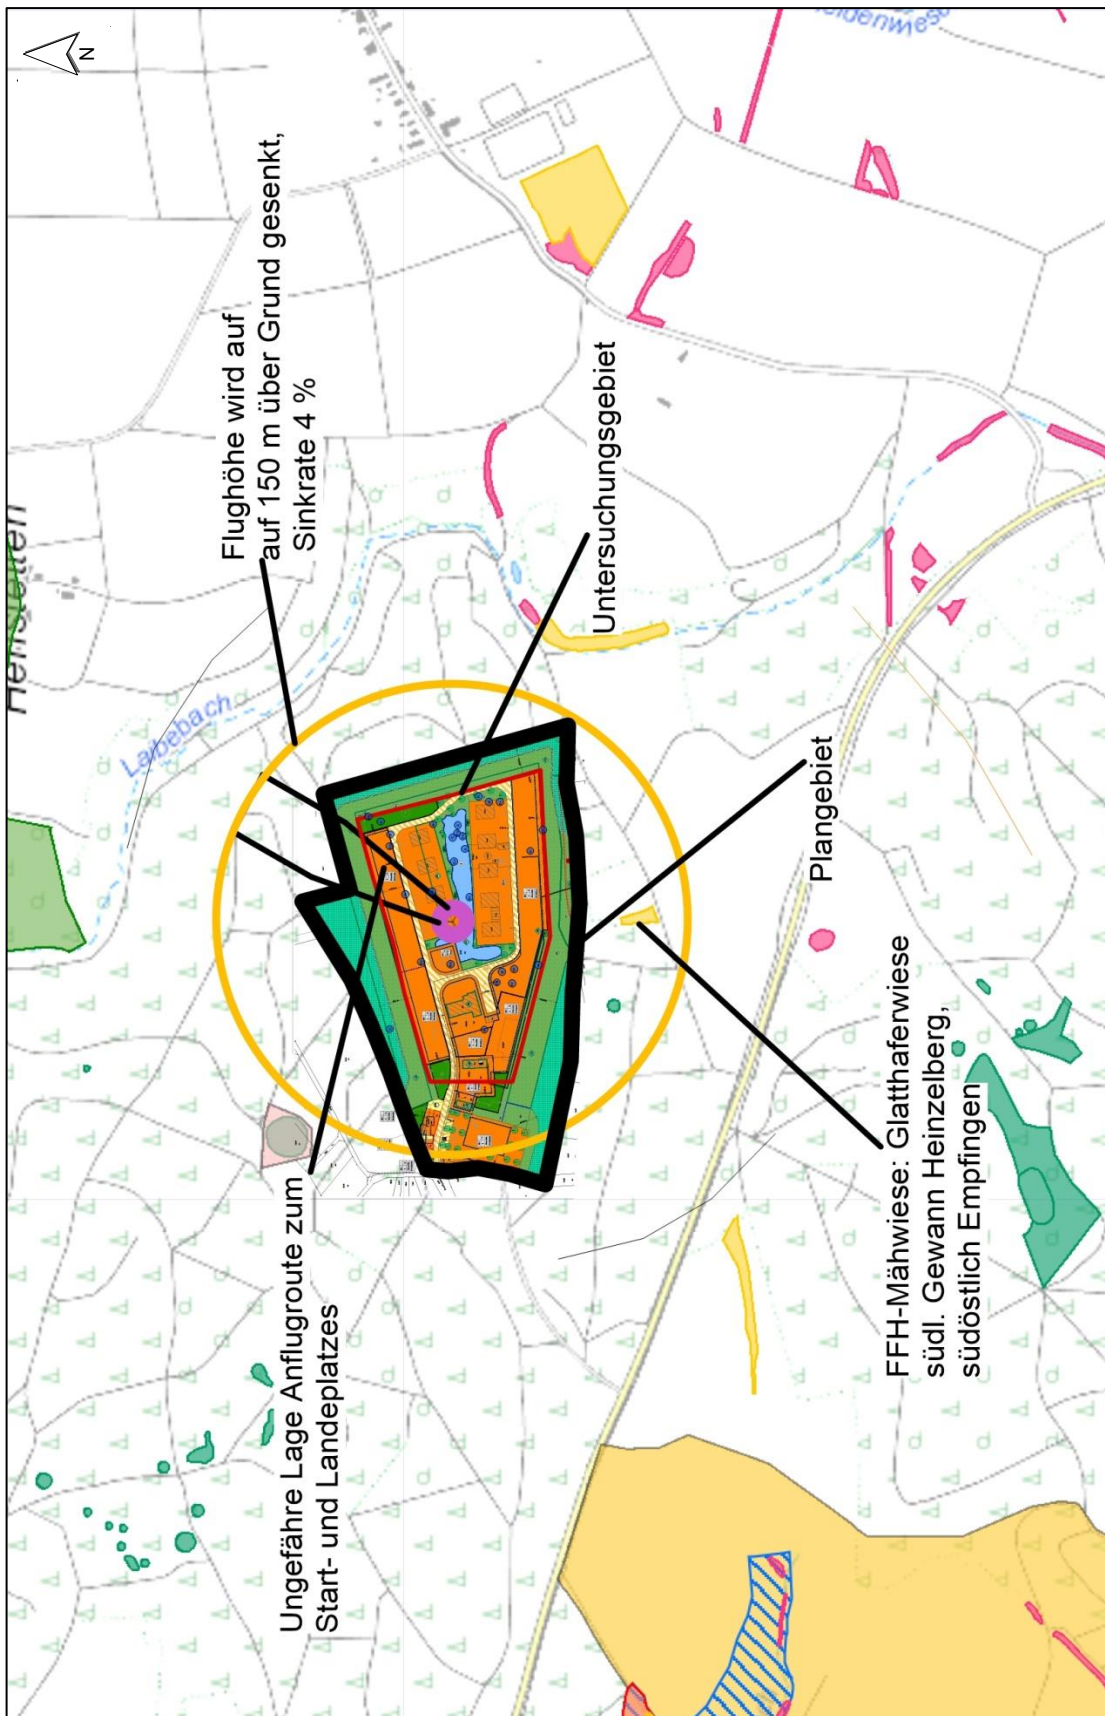 N
Flughöhe wird auf
auf 150 m über Grund gesenkt,
Sinkrate 4 %
Laibebach
Untersuchungsgebiet
Ungefähre Lage Anflugroute zum
Start- und Landeplatzes
Plangebiet
FFH-Mähwiese: Glatthaferwiese
südl. Gewann Heinzelberg,
südöstlich Empfingen